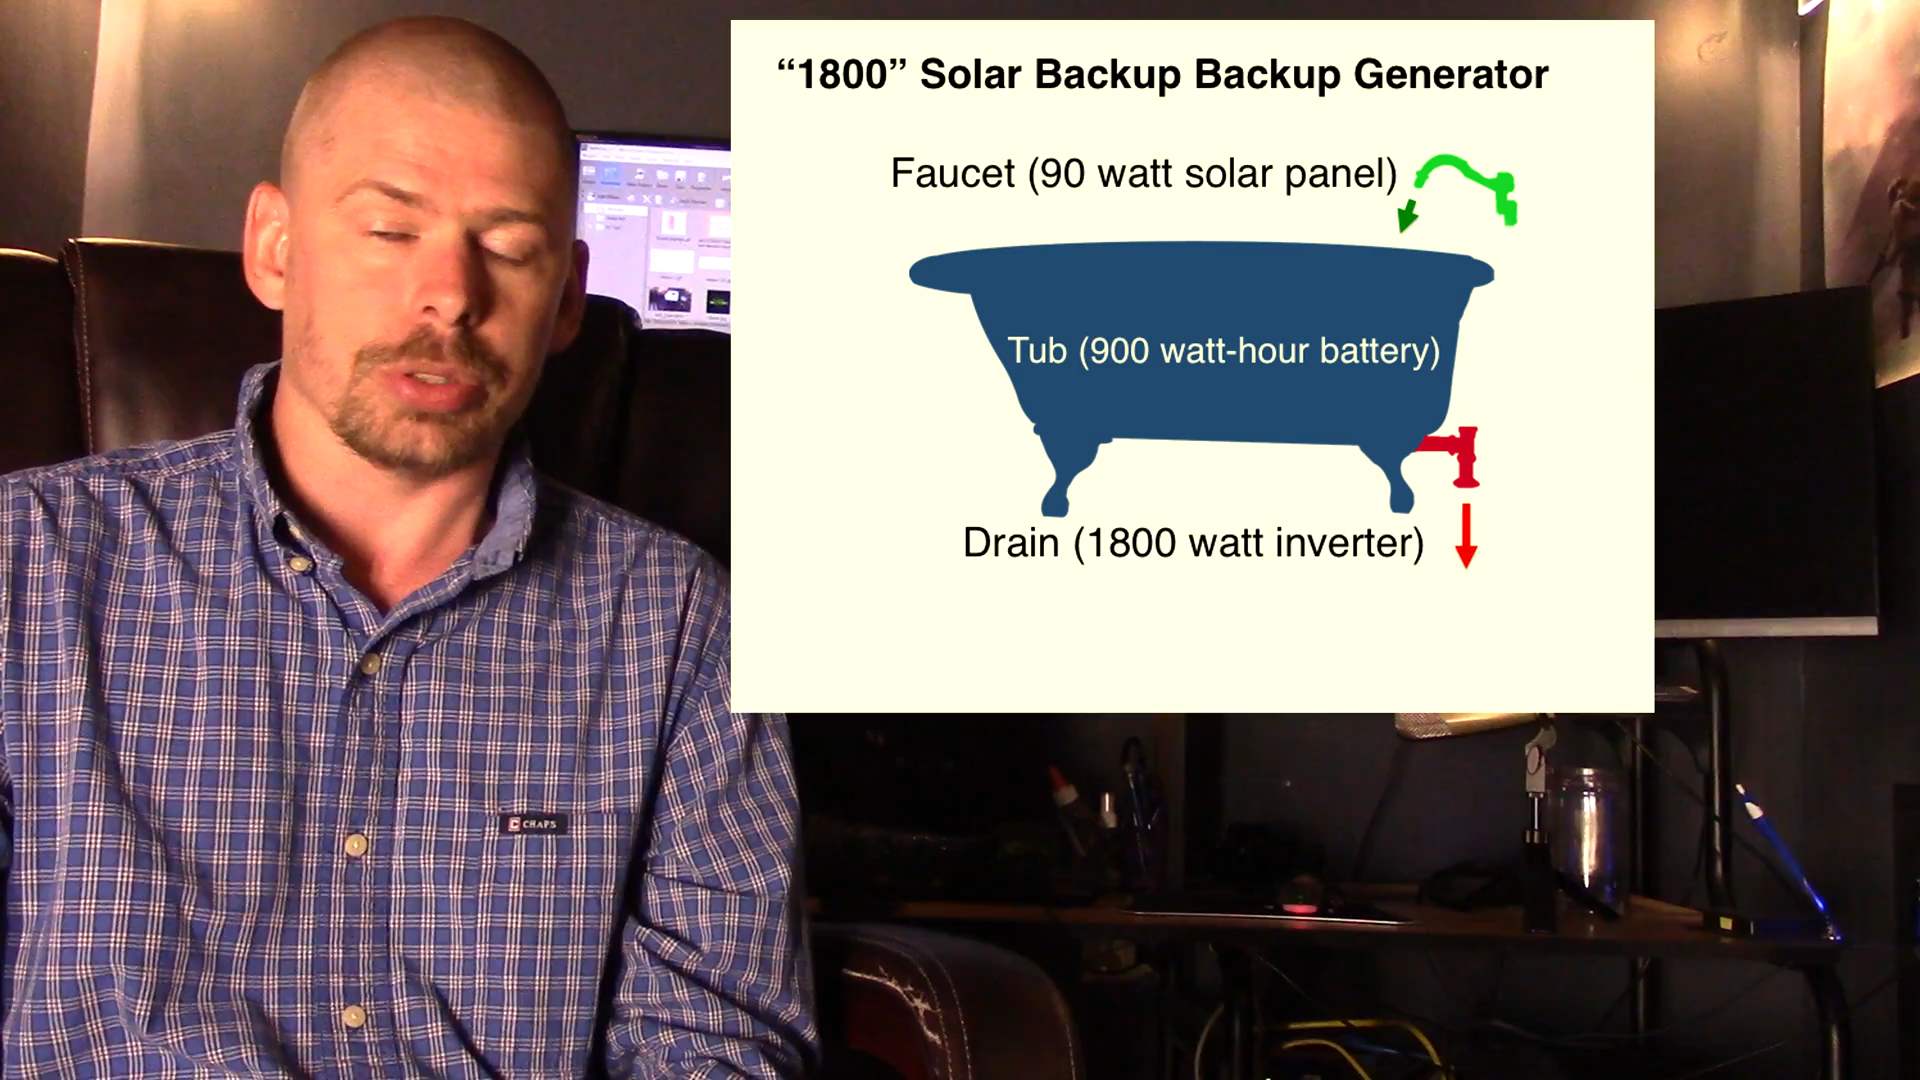 “1800” Solar Backup Backup Generator
Faucet (90 watt solar panel)
Tub (900 watt-hour battery)
Drain (1800 watt inverter)
CHAPS